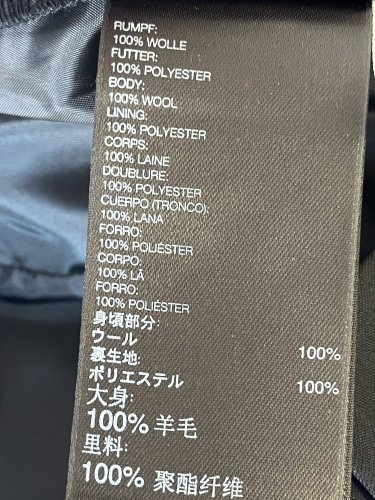 RUMPF:
100% WOLLE
FUTTER:
100% POLYESTER
BODY:
100% WOOL
LINING:
100% POLYESTER
CORPS:
100% LAINE
DOUBLURE:
100% POLYESTER
CUERPO (TRONCO):
100% LANA
FORRO:
100% POLIÉSTER
CORPO:
100% LÃ
FORRO:
100% POLIÉSTER
身頃部分:
ウール 100%
裏生地:
ポリエステル 100%
大身:
100% 羊毛
里料:
100% 聚酯纤维